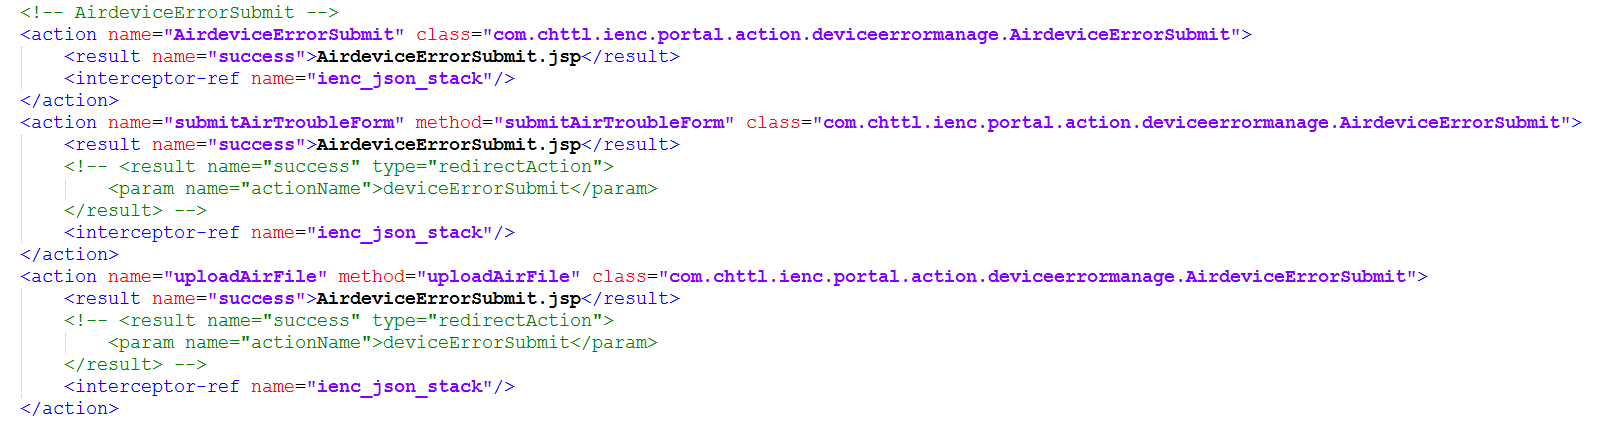 <!-- AirdeviceErrorSubmit -->
<action name="AirdeviceErrorSubmit" class="com.chttl.ienc.portal.action.deviceerrormanage.AirdeviceErrorSubmit">
    <result name="success">AirdeviceErrorSubmit.jsp</result>
    <interceptor-ref name="ienc_json_stack"/>
</action>
<action name="submitAirTroubleForm" method="submitAirTroubleForm" class="com.chttl.ienc.portal.action.deviceerrormanage.AirdeviceErrorSubmit">
    <result name="success">AirdeviceErrorSubmit.jsp</result>
    <!-- <result name="success" type="redirectAction">
        <param name="actionName">deviceErrorSubmit</param>
    </result> -->
    <interceptor-ref name="ienc_json_stack"/>
</action>
<action name="uploadAirFile" method="uploadAirFile" class="com.chttl.ienc.portal.action.deviceerrormanage.AirdeviceErrorSubmit">
    <result name="success">AirdeviceErrorSubmit.jsp</result>
    <!-- <result name="success" type="redirectAction">
        <param name="actionName">deviceErrorSubmit</param>
    </result> -->
    <interceptor-ref name="ienc_json_stack"/>
</action>